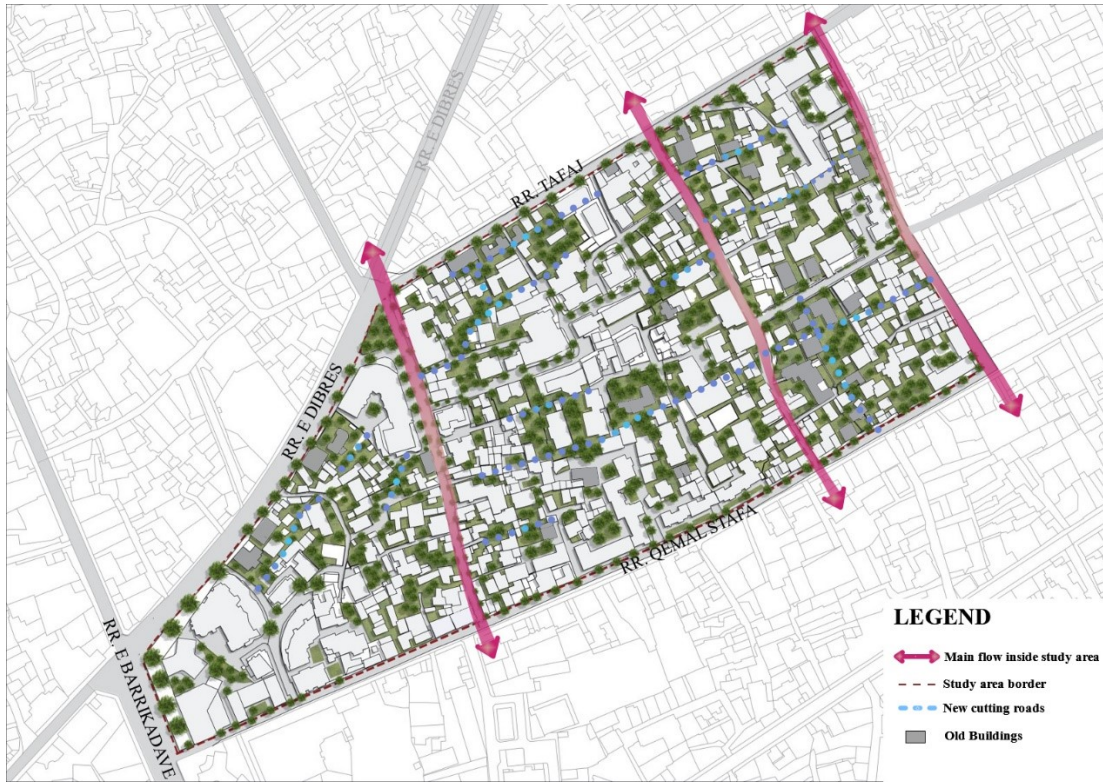 RR. E DIBRES
RR. TAFAJ
RR. E DIBRES
RR. QEMAL STAFA
RR. E BARRIKADAVE
LEGEND
Main flow inside study area
Study area border
New cutting roads
Old Buildings